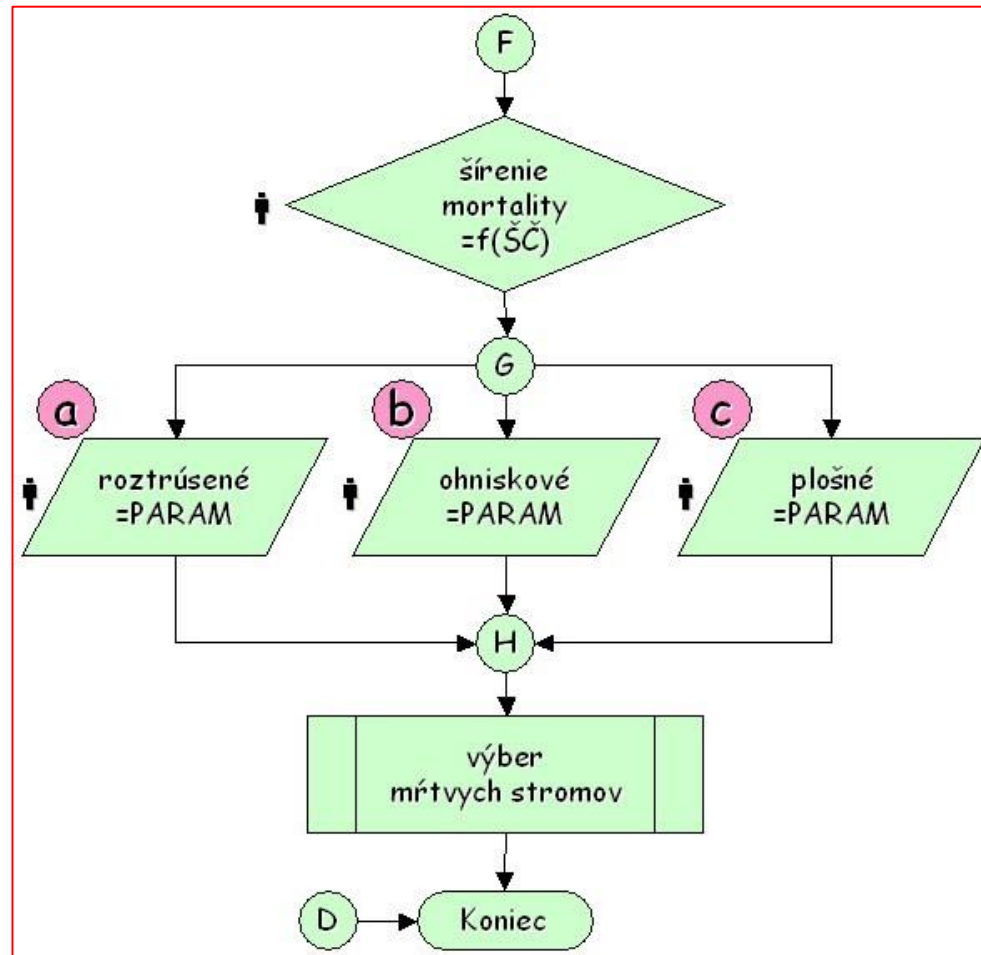 F
šírenie
mortality
=f(ŠČ)
G
a
b
c
roztrúsené
=PARAM
ohniskové
=PARAM
plošné
=PARAM
H
výber
mŕtvych stromov
D
Koniec